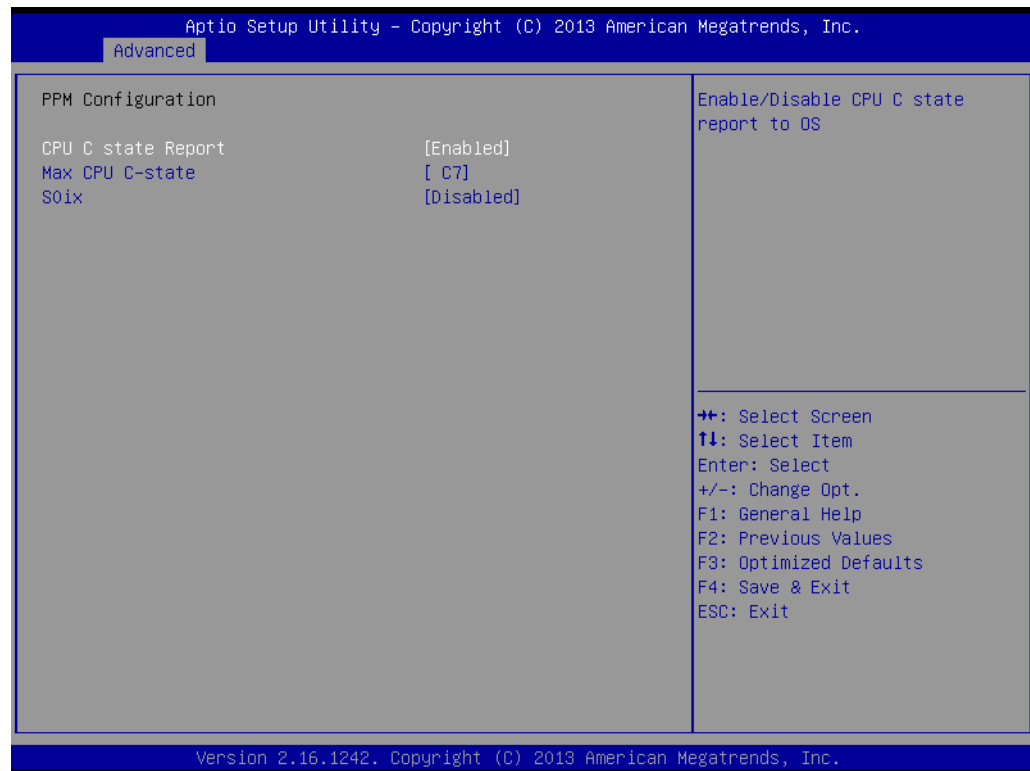 Aptio Setup Utility – Copyright (C) 2013 American Megatrends, Inc.
Advanced
PPM Configuration
CPU C state Report [Enabled]
Max CPU C-state [ C7]
S0ix [Disabled]
Enable/Disable CPU C state
report to OS
→←: Select Screen
↑↓: Select Item
Enter: Select
+/-: Change Opt.
F1: General Help
F2: Previous Values
F3: Optimized Defaults
F4: Save & Exit
ESC: Exit
Version 2.16.1242. Copyright (C) 2013 American Megatrends, Inc.